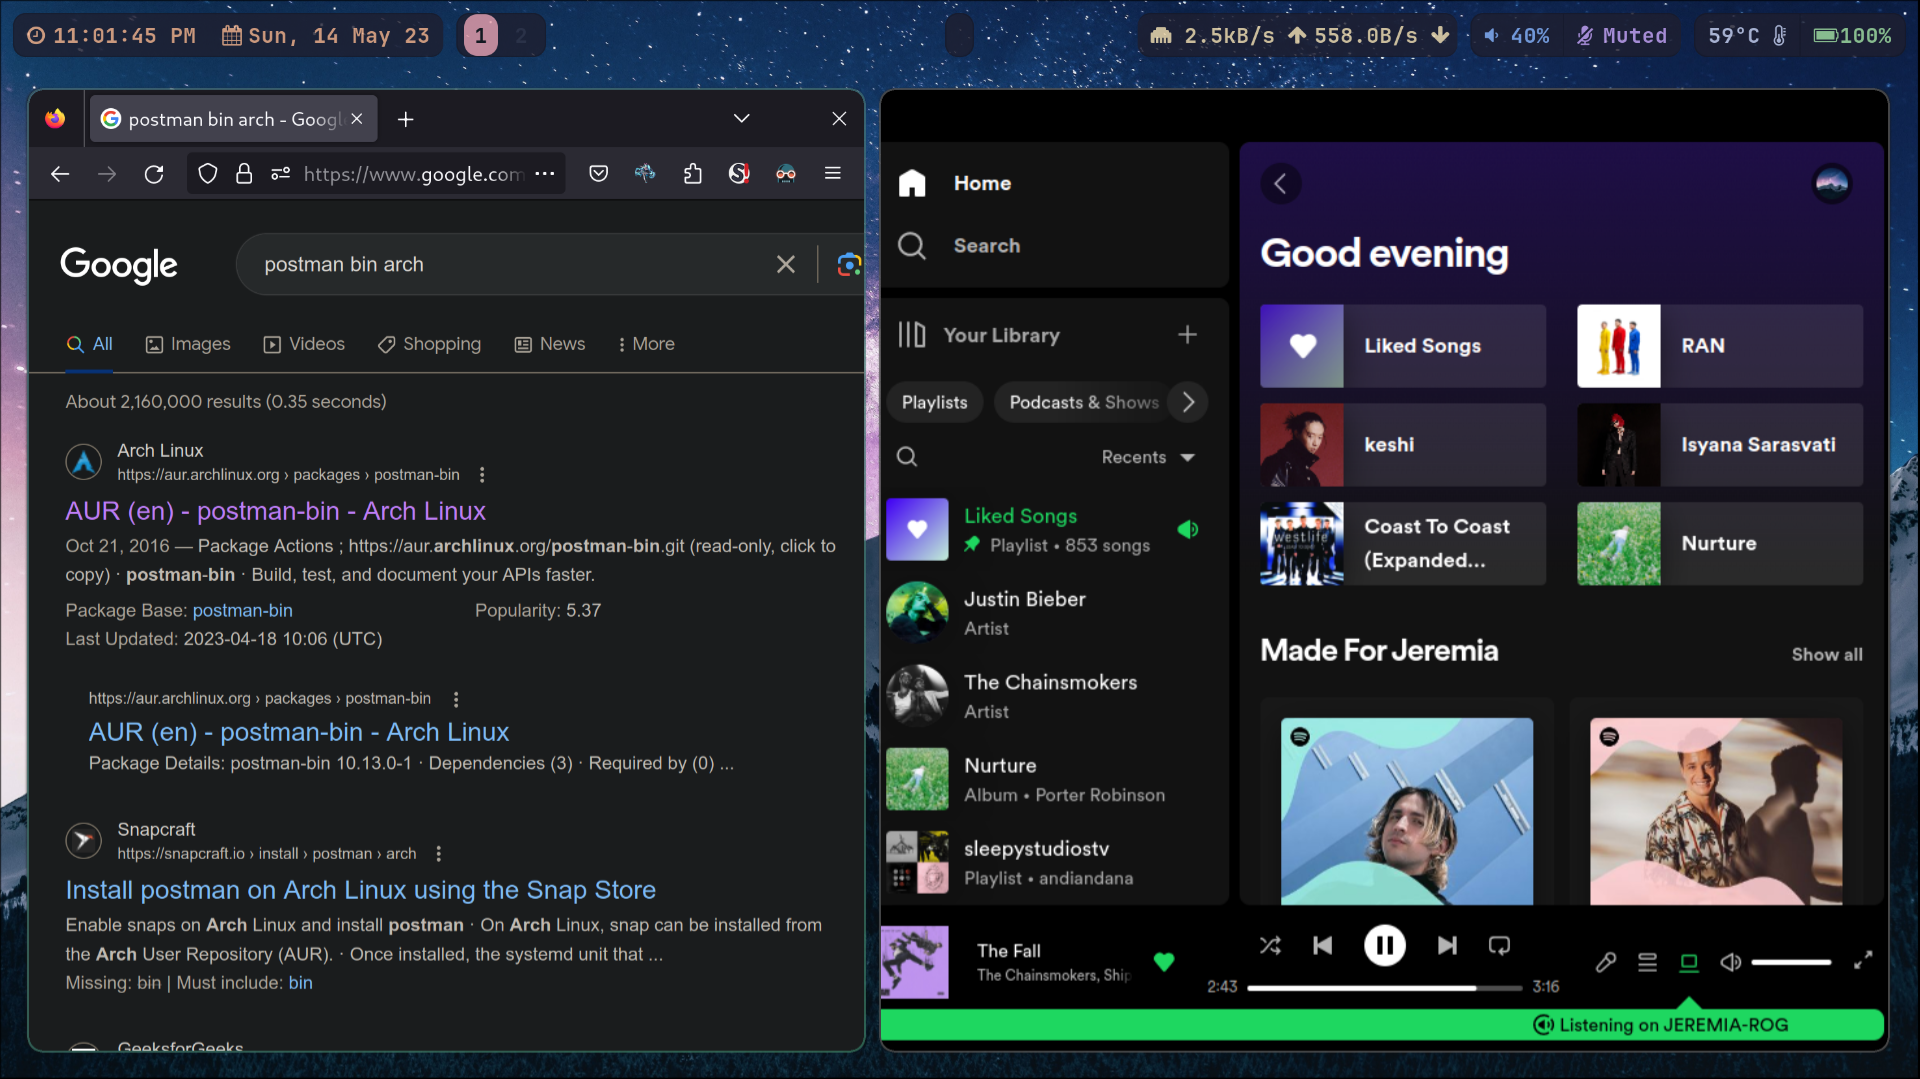 11:01:45 PM
Sun, 14 May 23
1
2
2.5kB/s
558.0B/s
40%
Muted
59°C
100%
postman bin arch - Googl
https://www.google.com
Google
postman bin arch
All
Images
Videos
Shopping
News
More
About 2,160,000 results (0.35 seconds)
Arch Linux
https://aur.archlinux.org › packages › postman-bin
AUR (en) - postman-bin - Arch Linux
Oct 21, 2016 — Package Actions ; https://aur.archlinux.org/postman-bin.git (read-only, click to
copy) · postman-bin · Build, test, and document your APIs faster.
Package Base: postman-bin
Popularity: 5.37
Last Updated: 2023-04-18 10:06 (UTC)
https://aur.archlinux.org › packages › postman-bin
AUR (en) - postman-bin - Arch Linux
Package Details: postman-bin 10.13.0-1 · Dependencies (3) · Required by (0) ...
Snapcraft
https://snapcraft.io › install › postman › arch
Install postman on Arch Linux using the Snap Store
Enable snaps on Arch Linux and install postman · On Arch Linux, snap can be installed from
the Arch User Repository (AUR). · Once installed, the systemd unit that ...
Missing: bin | Must include: bin
GeeksforGeeks
Home
Search
Your Library
Playlists
Podcasts & Shows
Recents
Liked Songs
Playlist • 853 songs
Justin Bieber
Artist
The Chainsmokers
Artist
Nurture
Album • Porter Robinson
sleepystudiostv
Playlist • andiandana
Good evening
Liked Songs
RAN
keshi
Isyana Sarasvati
westlife
Coast To Coast
(Expanded...
Nurture
Made For Jeremia
Show all
The Fall
The Chainsmokers, Ship
2:43
3:16
Listening on JEREMIA-ROG